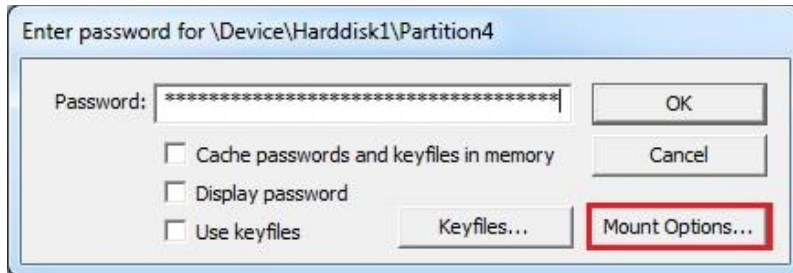 Enter password for \Device\Harddisk1\Partition4
Password: ************************************ OK
Cache passwords and keyfiles in memory Cancel
Display password
Use keyfiles Keyfiles... Mount Options...